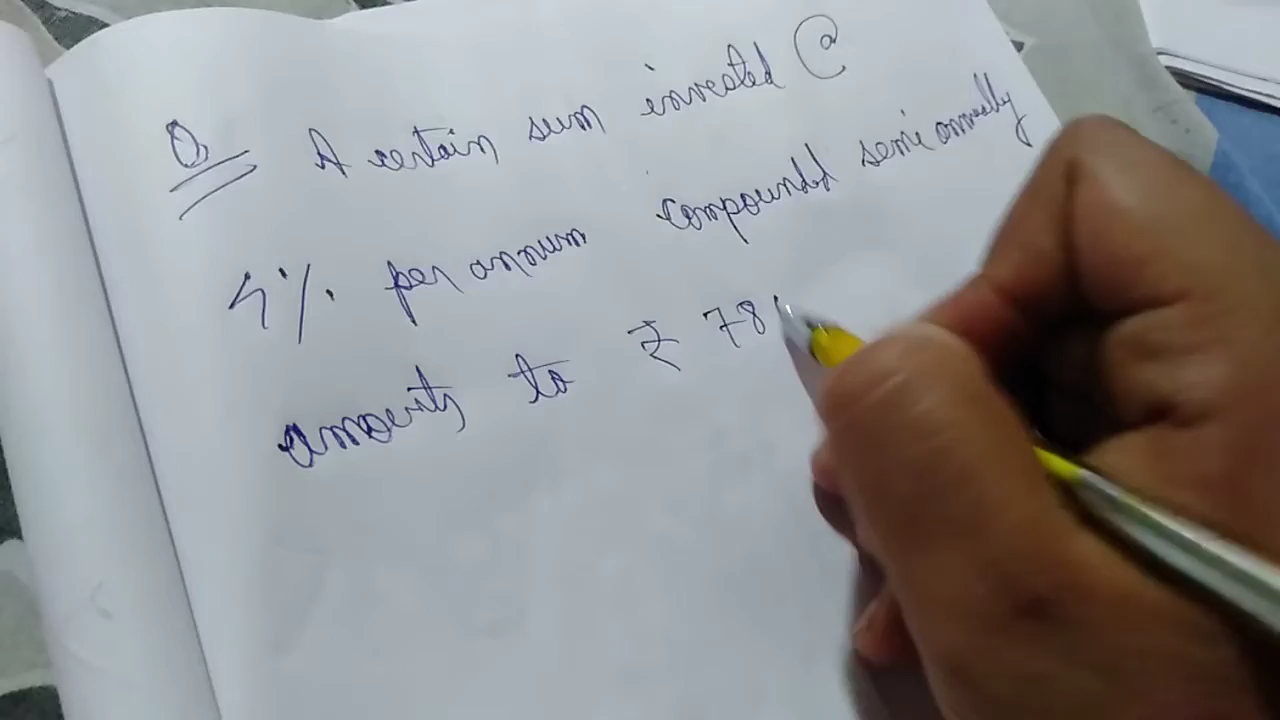 Q A certain sum invested @
4% per annum compounded semi annually
amounts to ₹ 78